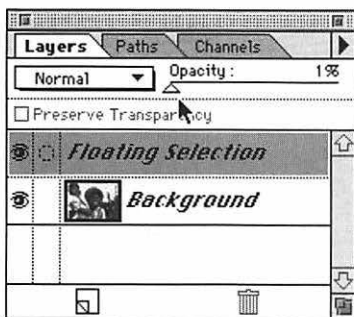 Layers Paths Channels
Normal Opacity: 1%
Preserve Transparency
Floating Selection
Background